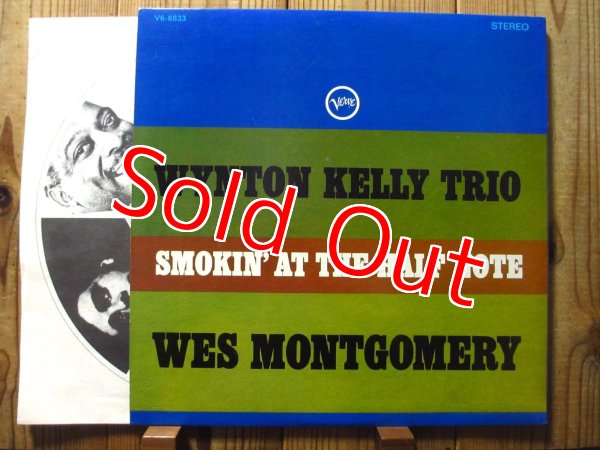 V6-8633
STEREO
Verve
WYNTON KELLY TRIO
Sold Out
SMOKIN' AT THE HALF NOTE
WES MONTGOMERY